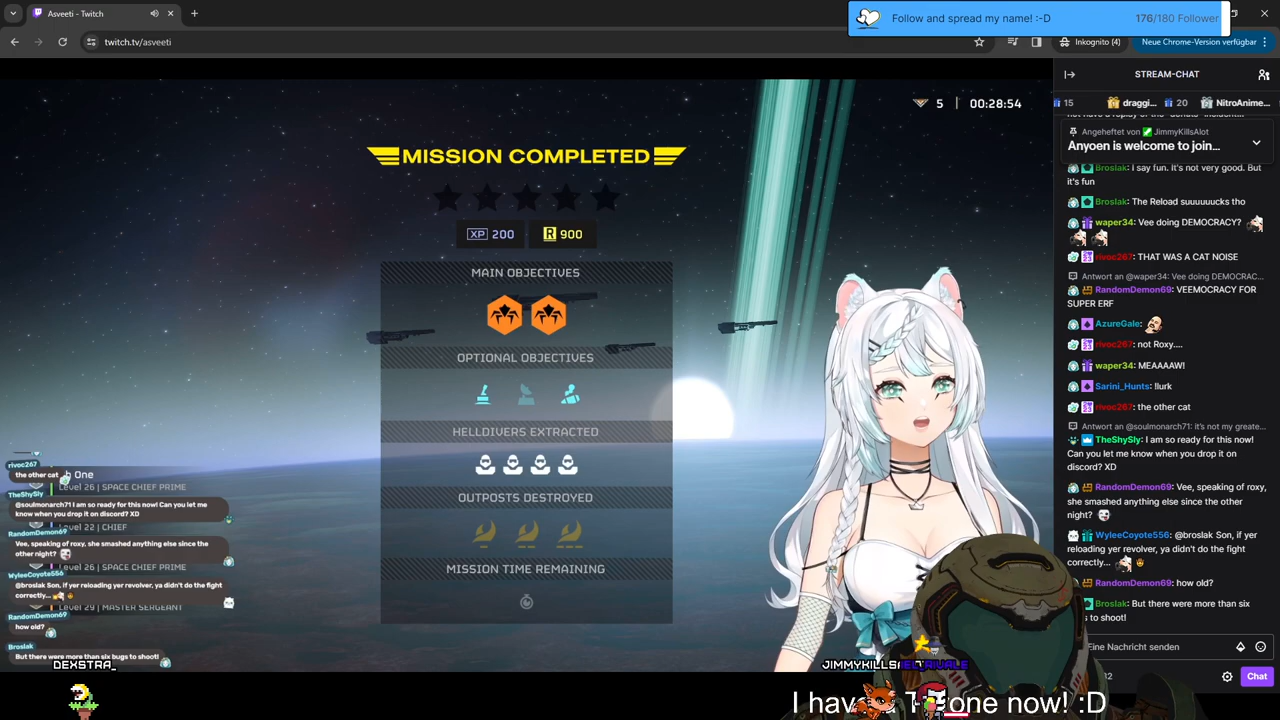 Asveeti - Twitch
Follow and spread my name! :-D
176/180 Follower
twitch.tv/asveeti
Inkognito (4)
Neue Chrome-Version verfügbar
5 | 00:28:54
MISSION COMPLETED
XP 200
R 900
MAIN OBJECTIVES
OPTIONAL OBJECTIVES
HELLDIVERS EXTRACTED
OUTPOSTS DESTROYED
MISSION TIME REMAINING
rivoc267
the other cat
One
Level 26 | SPACE CHIEF PRIME
TheShySly
@soulmonarch71 I am so ready for this now! Can you let
me know when you drop it on discord? XD
Level 22 | CHIEF
RandomDemon69
Vee, speaking of roxy, she smashed anything else since the
other night?
Level 26 | SPACE CHIEF PRIME
WyleeCoyote556
@broslak Son, if yer reloading yer revolver, ya didn't do the fight
correctly...
Level 29 | MASTER SERGEANT
RandomDemon69
how old?
Broslak
But there were more than six bugs to shoot!
DEXSTRA_
I have
one now! :D
STREAM-CHAT
15
draggi...
20
NitroAnime...
Angeheftet von JimmyKillsAlot
Anyoen is welcome to join...
Broslak: I say fun. It's not very good. But
it's fun
Broslak: The Reload suuuuuucks tho
waper34: Vee doing DEMOCRACY?
rivoc267: THAT WAS A CAT NOISE
Antwort an @waper34: Vee doing DEMOCRAC...
RandomDemon69: VEEMOCRACY FOR
SUPER ERF
AzureGale:
rivoc267: not Roxy....
waper34: MEAAAAW!
Sarini_Hunts: !lurk
rivoc267: the other cat
Antwort an @soulmonarch71: it's not my greate...
TheShySly: I am so ready for this now!
Can you let me know when you drop it on
discord? XD
RandomDemon69: Vee, speaking of roxy,
she smashed anything else since the other
night?
WyleeCoyote556: @broslak Son, if yer
reloading yer revolver, ya didn't do the fight
correctly...
RandomDemon69: how old?
Broslak: But there were more than six
s to shoot!
Eine Nachricht senden
Chat